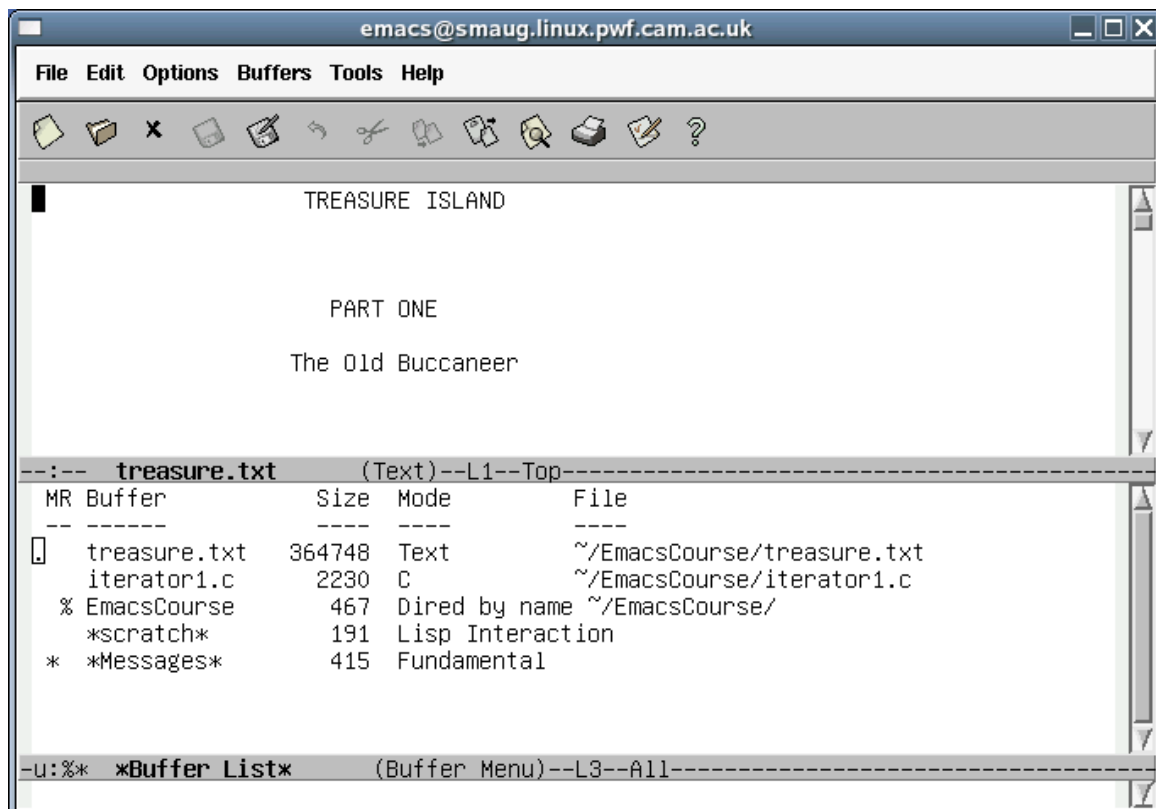 emacs@smaug.linux.pwf.cam.ac.uk
File Edit Options Buffers Tools Help
TREASURE ISLAND
PART ONE
The Old Buccaneer
--:-- treasure.txt (Text)--L1--Top--------------------------------------------
MR Buffer Size Mode File
-- ------ ---- ---- ----
. treasure.txt 364748 Text ~/EmacsCourse/treasure.txt
iterator1.c 2230 C ~/EmacsCourse/iterator1.c
% EmacsCourse 467 Dired by name ~/EmacsCourse/
*scratch* 191 Lisp Interaction
* *Messages* 415 Fundamental
-u:%* *Buffer List* (Buffer Menu)--L3--All-----------------------------------